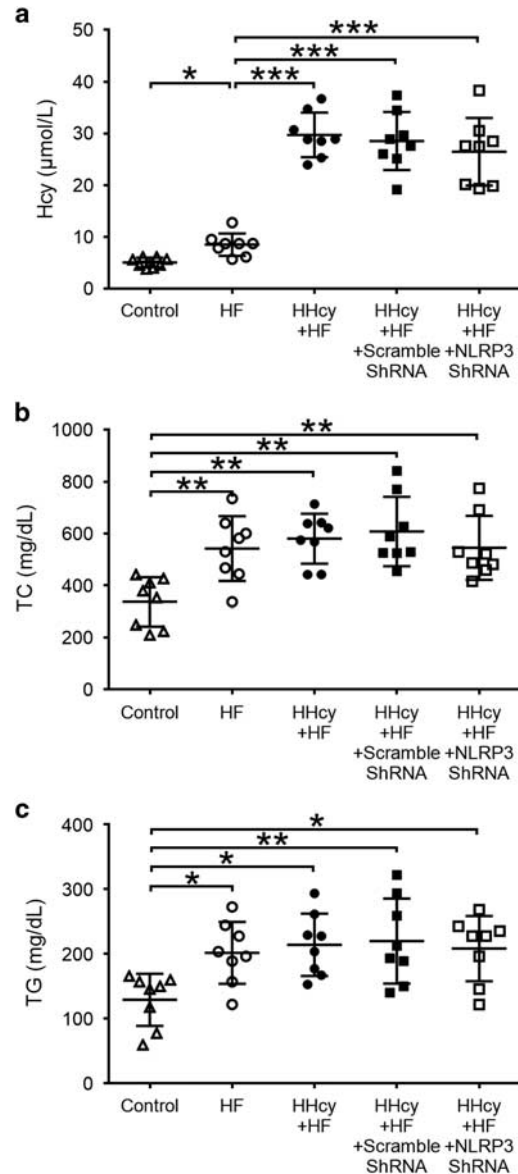 a
***
***
* ***
50
40
30
20
10
0
Hcy (µmol/L)
Control HF HHcy HHcy HHcy
+HF +HF +HF
+Scramble +NLRP3
ShRNA ShRNA
b
**
**
**
**
1000
800
600
400
200
0
TC (mg/dL)
Control HF HHcy HHcy HHcy
+HF +HF +HF
+Scramble +NLRP3
ShRNA ShRNA
c
*
**
*
*
400
300
200
100
0
TG (mg/dL)
Control HF HHcy HHcy HHcy
+HF +HF +HF
+Scramble +NLRP3
ShRNA ShRNA